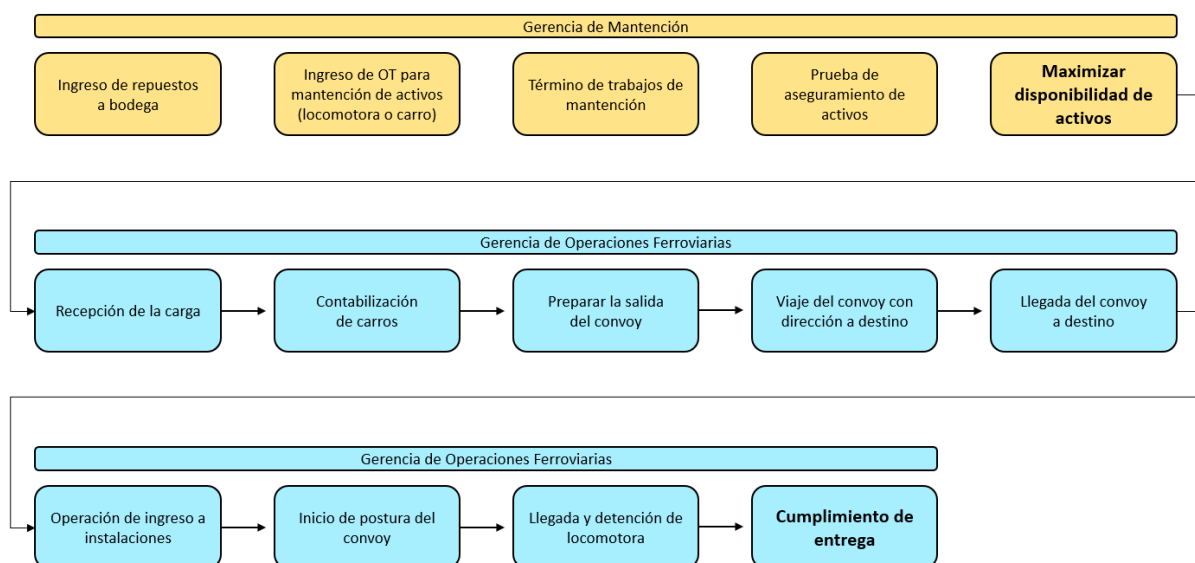 Gerencia de Mantención
Ingreso de repuestos
a bodega
Ingreso de OT para
mantención de activos
(locomotora o carro)
Término de trabajos de
mantención
Prueba de
aseguramiento de
activos
Maximizar
disponibilidad de
activos
Gerencia de Operaciones Ferroviarias
Recepción de la carga
Contabilización
de carros
Preparar la salida
del convoy
Viaje del convoy con
dirección a destino
Llegada del convoy
a destino
Gerencia de Operaciones Ferroviarias
Operación de ingreso a
instalaciones
Inicio de postura del
convoy
Llegada y detención de
locomotora
Cumplimiento de
entrega